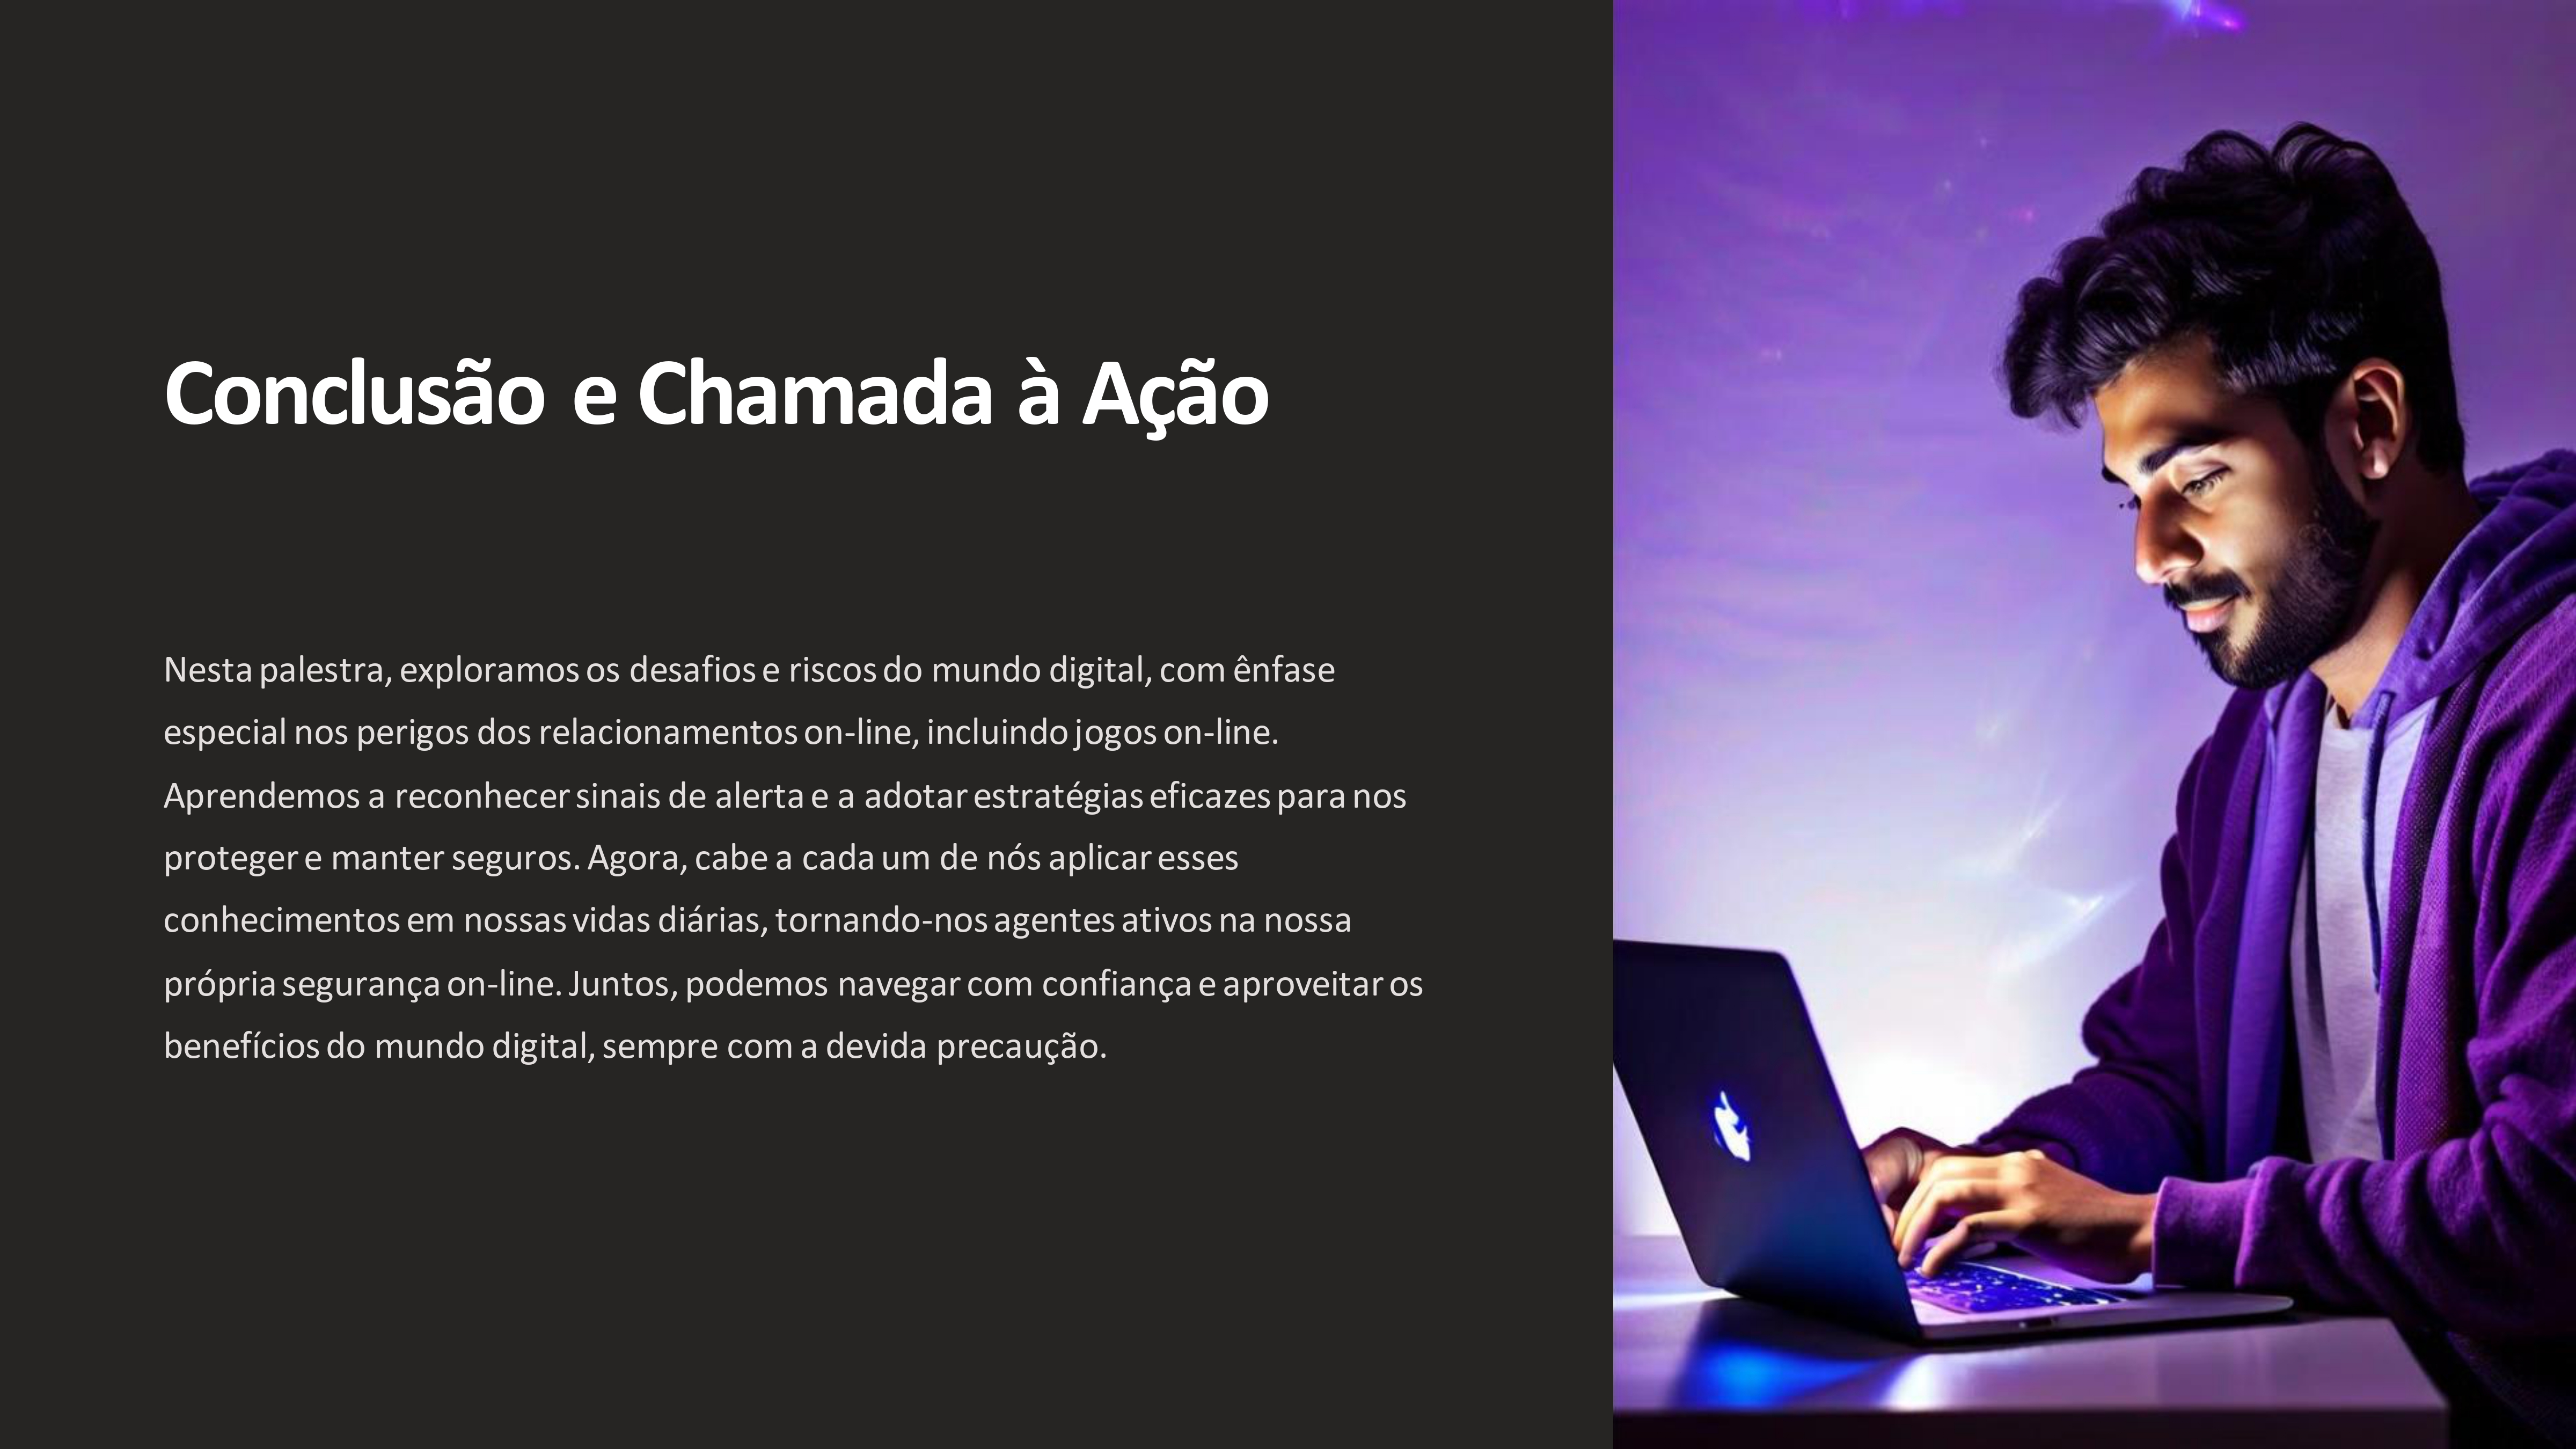 Conclusão e Chamada à Ação
Nesta palestra, exploramos os desafios e riscos do mundo digital, com ênfase
especial nos perigos dos relacionamentos on-line, incluindo jogos on-line.
Aprendemos a reconhecer sinais de alerta e a adotar estratégias eficazes para nos
proteger e manter seguros. Agora, cabe a cada um de nós aplicar esses
conhecimentos em nossas vidas diárias, tornando-nos agentes ativos na nossa
própria segurança on-line. Juntos, podemos navegar com confiança e aproveitar os
benefícios do mundo digital, sempre com a devida precaução.